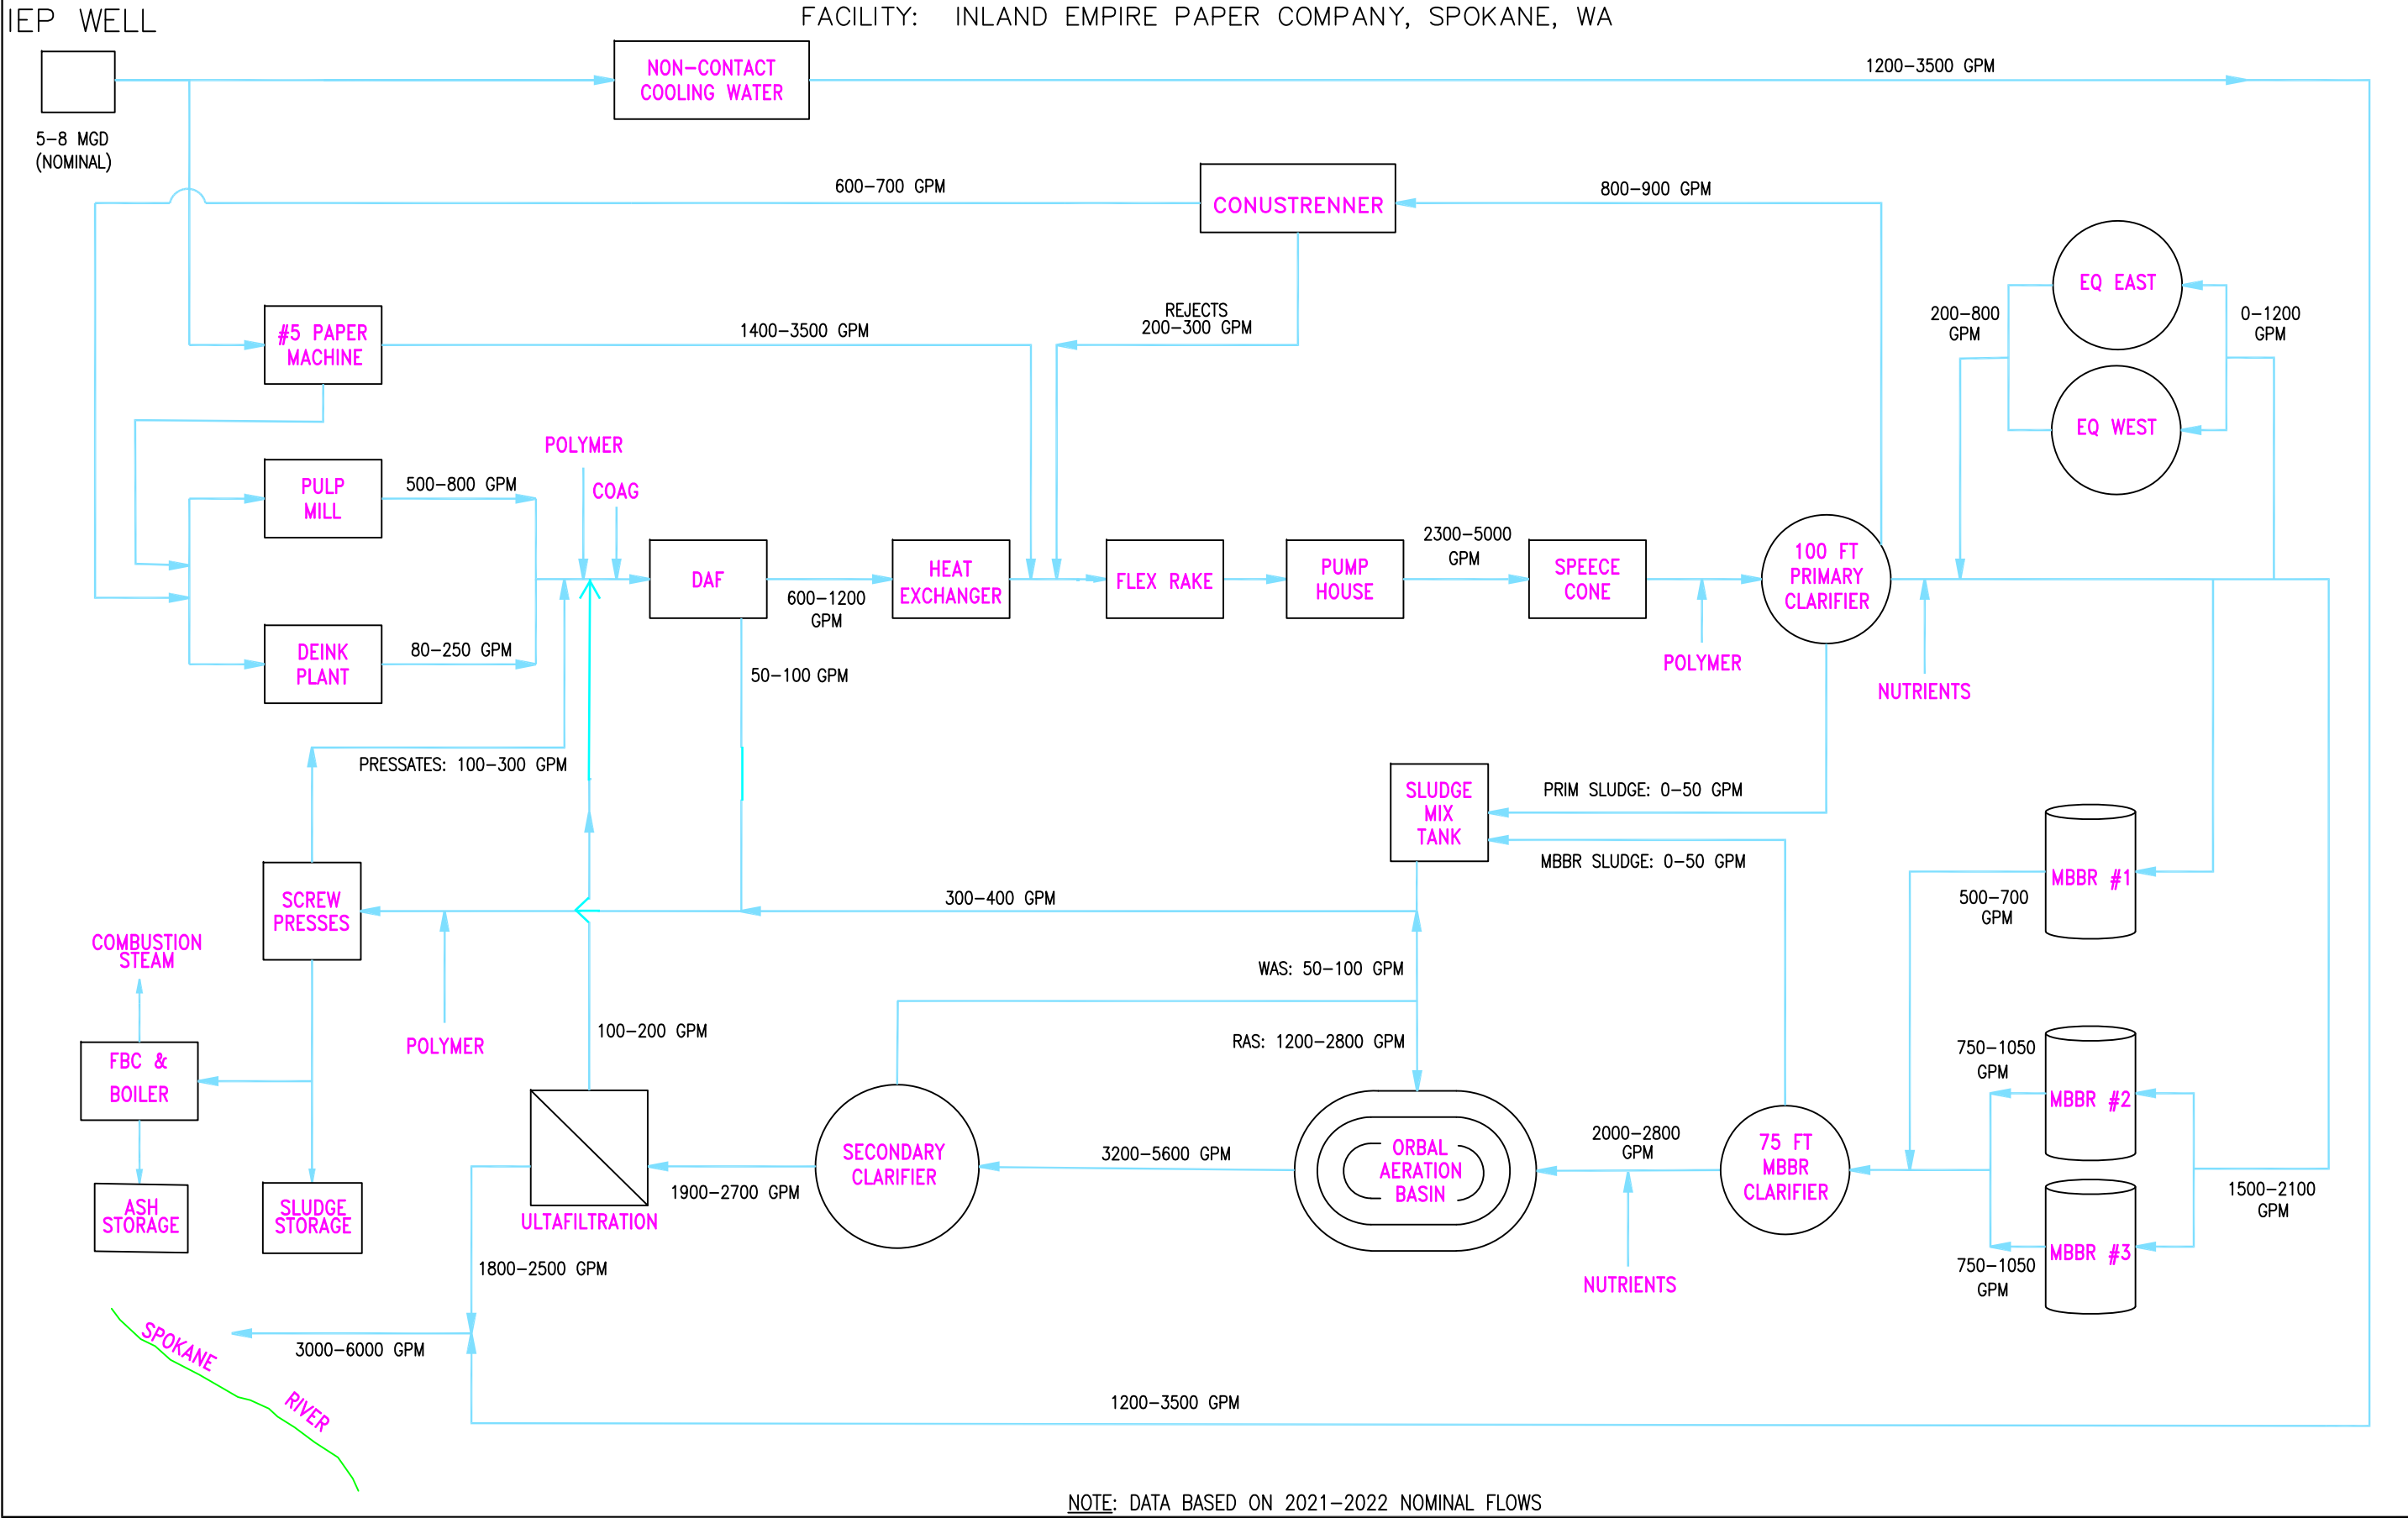 IEP WELL
FACILITY: INLAND EMPIRE PAPER COMPANY, SPOKANE, WA
5-8 MGD
(NOMINAL)
NON-CONTACT
COOLING WATER
1200-3500 GPM
600-700 GPM
CONUSTRENNER
800-900 GPM
#5 PAPER
MACHINE
1400-3500 GPM
REJECTS
200-300 GPM
EQ EAST
200-800
GPM
0-1200
GPM
EQ WEST
PULP
MILL
500-800 GPM
POLYMER
COAG
DAF
600-1200
GPM
HEAT
EXCHANGER
FLEX RAKE
PUMP
HOUSE
2300-5000
GPM
SPEECE
CONE
POLYMER
100 FT
PRIMARY
CLARIFIER
NUTRIENTS
DEINK
PLANT
80-250 GPM
50-100 GPM
PRESSATES: 100-300 GPM
SLUDGE
MIX
TANK
PRIM SLUDGE: 0-50 GPM
MBBR SLUDGE: 0-50 GPM
MBBR #1
500-700
GPM
SCREW
PRESSES
300-400 GPM
COMBUSTION
STEAM
WAS: 50-100 GPM
POLYMER
100-200 GPM
RAS: 1200-2800 GPM
FBC &
BOILER
750-1050
GPM
MBBR #2
ASH
STORAGE
SLUDGE
STORAGE
ULTAFILTRATION
1900-2700 GPM
SECONDARY
CLARIFIER
3200-5600 GPM
ORBAL
AERATION
BASIN
2000-2800
GPM
75 FT
MBBR
CLARIFIER
NUTRIENTS
1500-2100
GPM
MBBR #3
750-1050
GPM
1800-2500 GPM
3000-6000 GPM
SPOKANE
RIVER
1200-3500 GPM
NOTE: DATA BASED ON 2021-2022 NOMINAL FLOWS